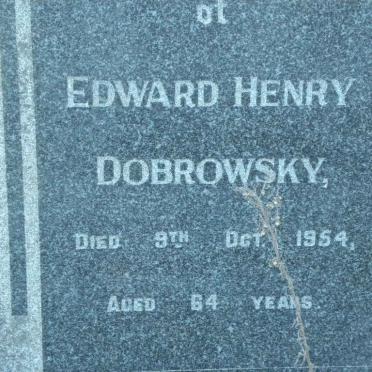 of
EDWARD HENRY
DOBROWSKY,
DIED 9TH OCT. 1954,
AGED 64 YEARS.